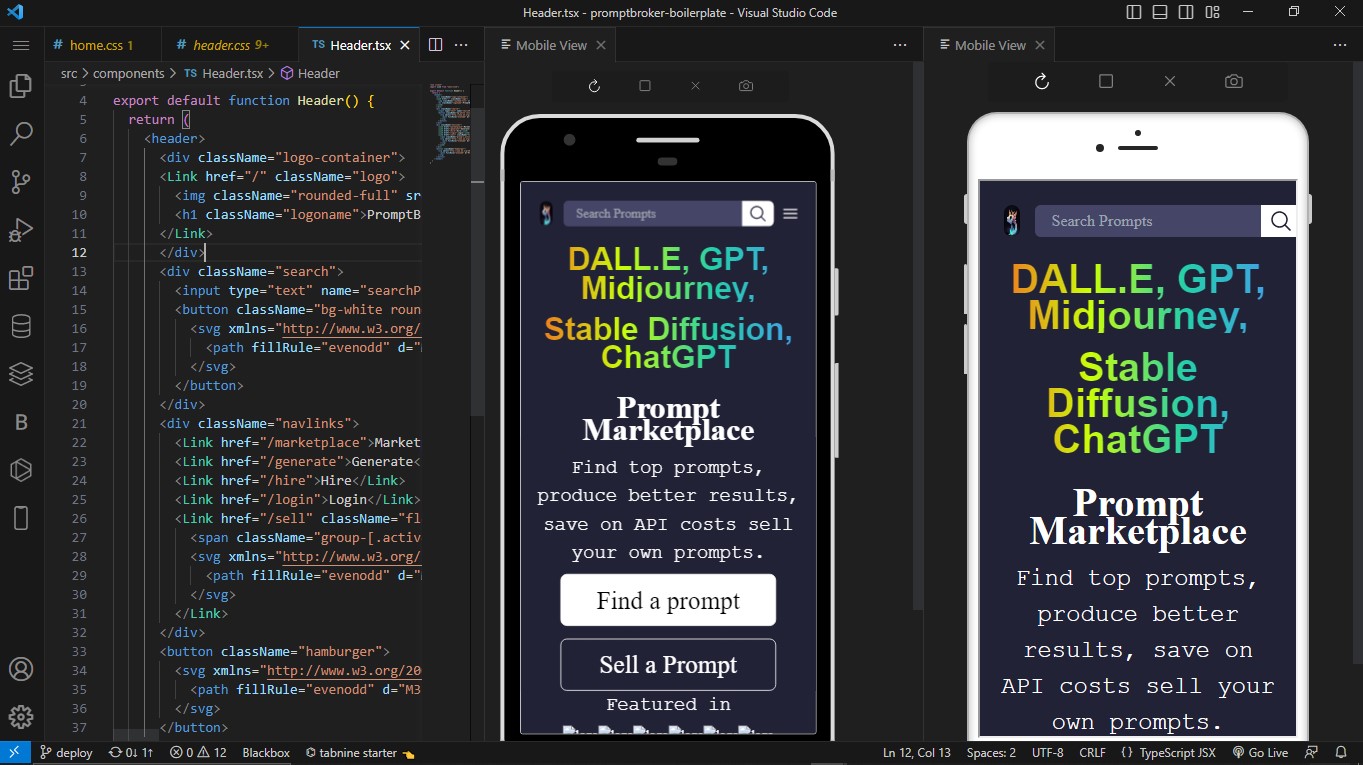 Header.tsx - promptbroker-boilerplate - Visual Studio Code
# home.css 1
# header.css 9+
TS Header.tsx
src > components > TS Header.tsx > Header
4 export default function Header() {
5 return (
6 <header>
7 <div className="logo-container">
8 <Link href="/" className="logo">
9 <img className="rounded-full" sr
10 <h1 className="logoname">PromptB
11 </Link>
12 </div>
13 <div className="search">
14 <input type="text" name="searchP
15 <button className="bg-white roun
16 <svg xmlns="http://www.w3.org/
17 <path fillRule="evenodd" d="
18 </svg>
19 </button>
20 </div>
21 <div className="navlinks">
22 <Link href="/marketplace">Market
23 <Link href="/generate">Generate<
24 <Link href="/hire">Hire</Link>
25 <Link href="/login">Login</Link>
26 <Link href="/sell" className="fl
27 <span className="group-[.activ
28 <svg xmlns="http://www.w3.org/
29 <path fillRule="evenodd" d="
30 </svg>
31 </Link>
32 </div>
33 <button className="hamburger">
34 <svg xmlns="http://www.w3.org/20
35 <path fillRule="evenodd" d="M3
36 </svg>
37 </button>
Mobile View
Search Prompts
DALL.E, GPT,
Midjourney,
Stable Diffusion,
ChatGPT
Prompt
Marketplace
Find top prompts,
produce better results,
save on API costs sell
your own prompts.
Find a prompt
Sell a Prompt
Featured in
Mobile View
Search Prompts
DALL.E, GPT,
Midjourney,
Stable
Diffusion,
ChatGPT
Prompt
Marketplace
Find top prompts,
produce better
results, save on
API costs sell your
own prompts.
deploy 0↓ 1↑ 0 12 Blackbox tabnine starter Ln 12, Col 13 Spaces: 2 UTF-8 CRLF {} TypeScript JSX Go Live